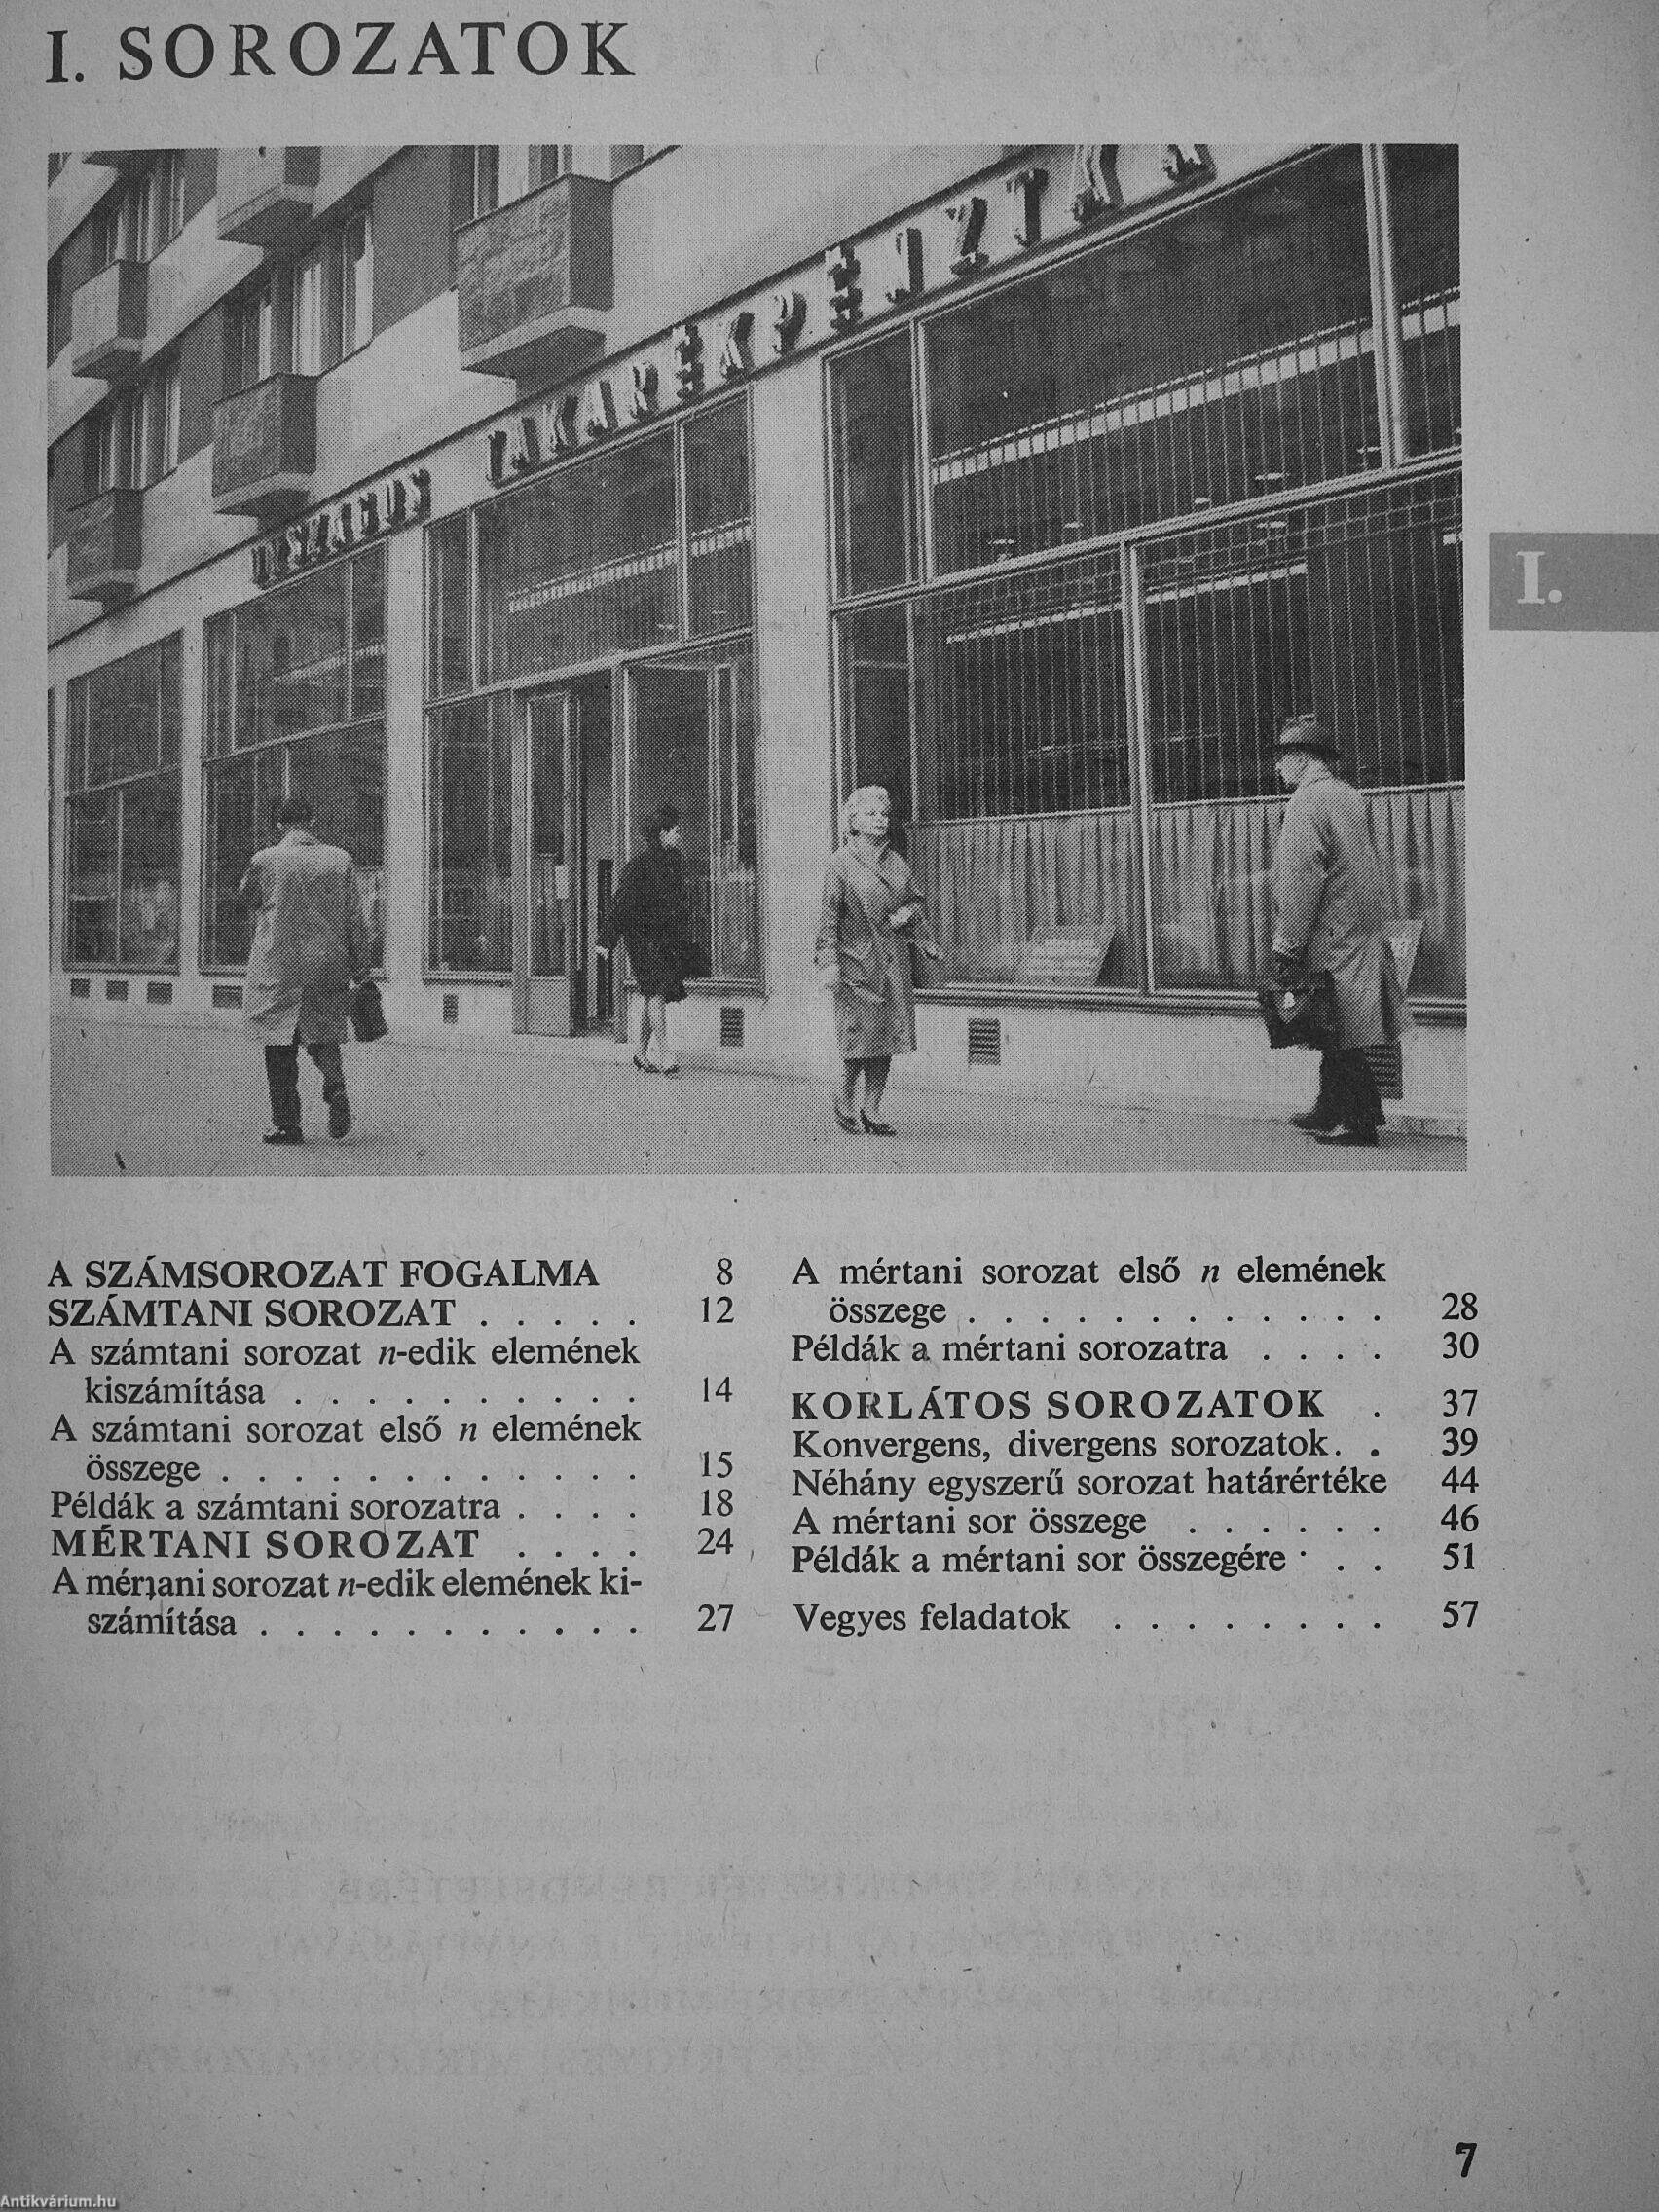 I. SOROZATOK
ORSZÁGOS TAKARÉKPÉNZTÁR
I.
A SZÁMSOROZAT FOGALMA 8
SZÁMTANI SOROZAT . . . . . 12
A számtani sorozat n-edik elemének
kiszámítása . . . . . . . . . . 14
A számtani sorozat első n elemének
összege . . . . . . . . . . . . 15
Példák a számtani sorozatra . . . . 18
MÉRTANI SOROZAT . . . . 24
A mértani sorozat n-edik elemének ki-
számítása . . . . . . . . . . . 27
A mértani sorozat első n elemének
összege . . . . . . . . . . . . 28
Példák a mértani sorozatra . . . . 30
KORLÁTOS SOROZATOK . 37
Konvergens, divergens sorozatok. . 39
Néhány egyszerű sorozat határértéke 44
A mértani sor összege . . . . . . 46
Példák a mértani sor összegére . . . 51
Vegyes feladatok . . . . . . . . 57
7
Antikvárium.hu